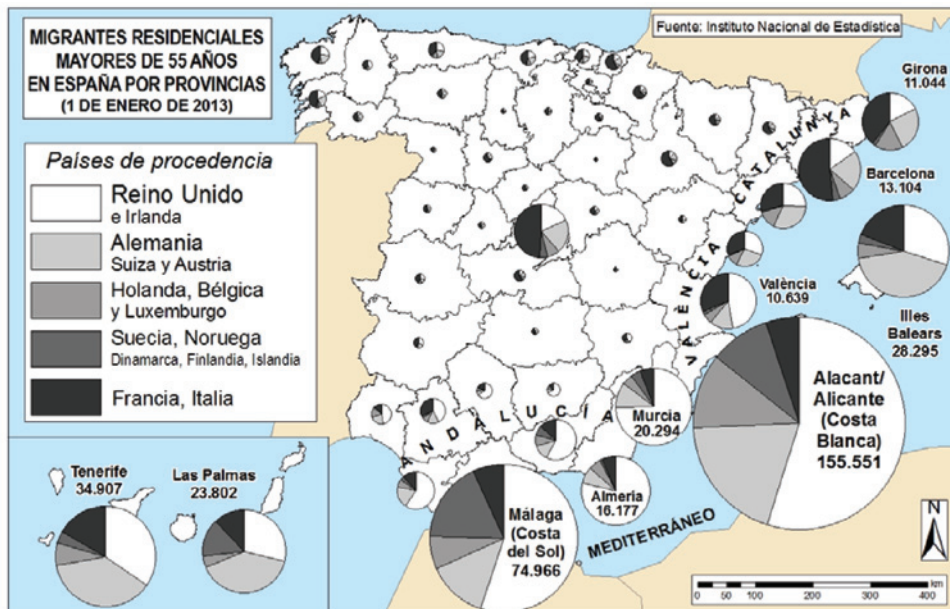 MIGRANTES RESIDENCIALES
MAYORES DE 55 AÑOS
EN ESPAÑA POR PROVINCIAS
(1 DE ENERO DE 2013)
Fuente: Instituto Nacional de Estadística
Países de procedencia
Reino Unido
e Irlanda
Alemania
Suiza y Austria
Holanda, Bélgica
y Luxemburgo
Suecia, Noruega
Dinamarca, Finlandia, Islandia
Francia, Italia
Girona
11.044
CATALUNYA
Barcelona
13.104
VALÈNCIA
València
10.639
Illes
Balears
28.295
Alacant/
Alicante
(Costa
Blanca)
155.551
Murcia
20.294
ANDALUCÍA
Almería
16.177
Málaga
(Costa
del Sol)
74.966
MEDITERRÁNEO
Tenerife
34.907
Las Palmas
23.802
N
km
0 100 200 300 400